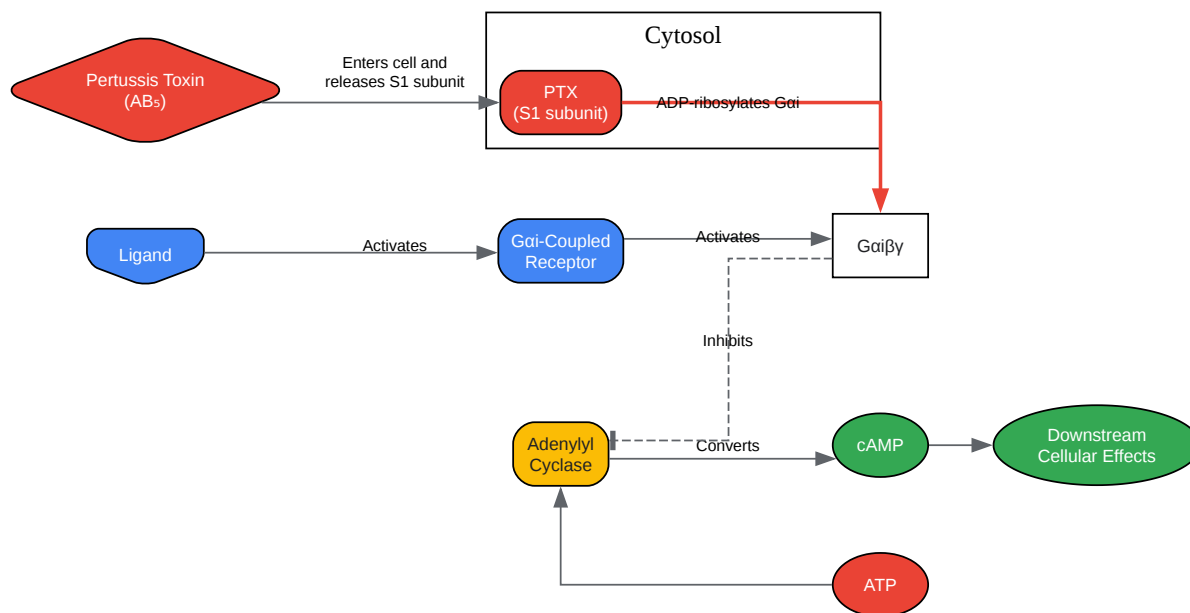 Cytosol
Pertussis Toxin
(AB₅)
Enters cell and
releases S1 subunit
PTX
(S1 subunit)
ADP-ribosylates Gαi
Ligand
Activates
Gαi-Coupled
Receptor
Activates
Gαiβγ
Inhibits
Adenylyl
Cyclase
Converts
cAMP
Downstream
Cellular Effects
ATP